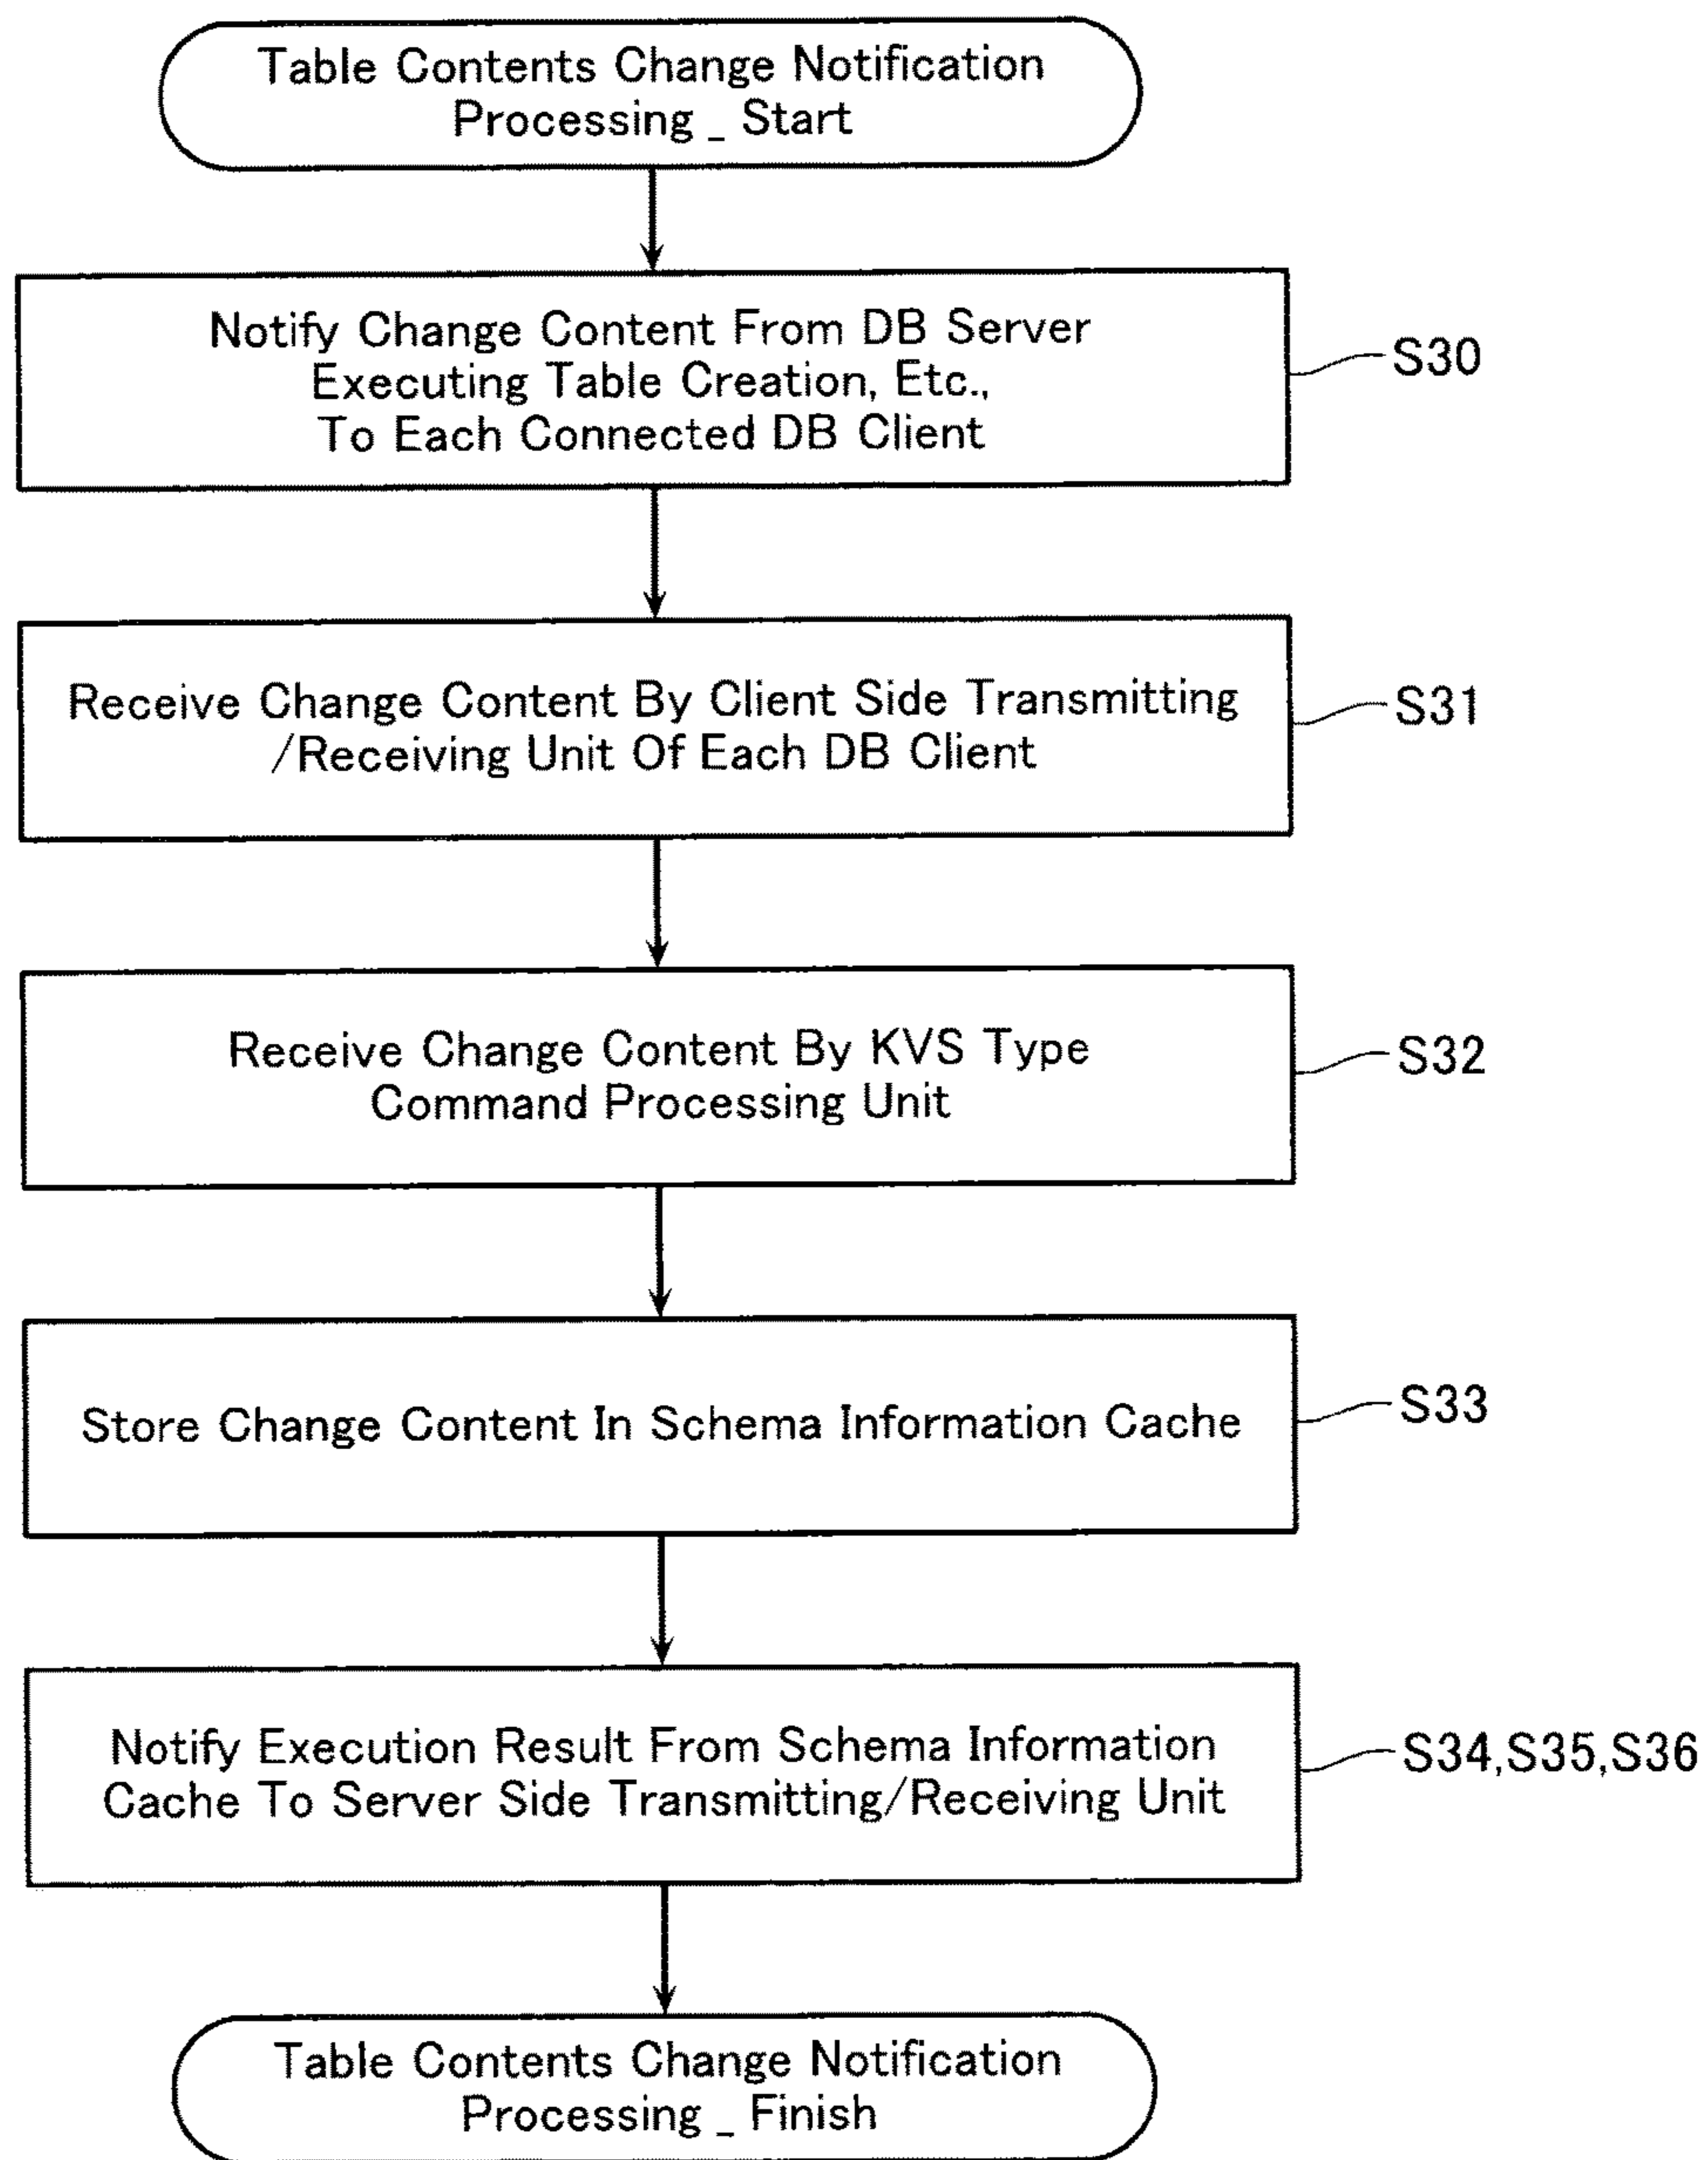 Table Contents Change Notification
Processing _ Start
Notify Change Content From DB Server
Executing Table Creation, Etc.,
To Each Connected DB Client
S30
Receive Change Content By Client Side Transmitting
/Receiving Unit Of Each DB Client
S31
Receive Change Content By KVS Type
Command Processing Unit
S32
Store Change Content In Schema Information Cache
S33
Notify Execution Result From Schema Information
Cache To Server Side Transmitting/Receiving Unit
S34,S35,S36
Table Contents Change Notification
Processing _ Finish